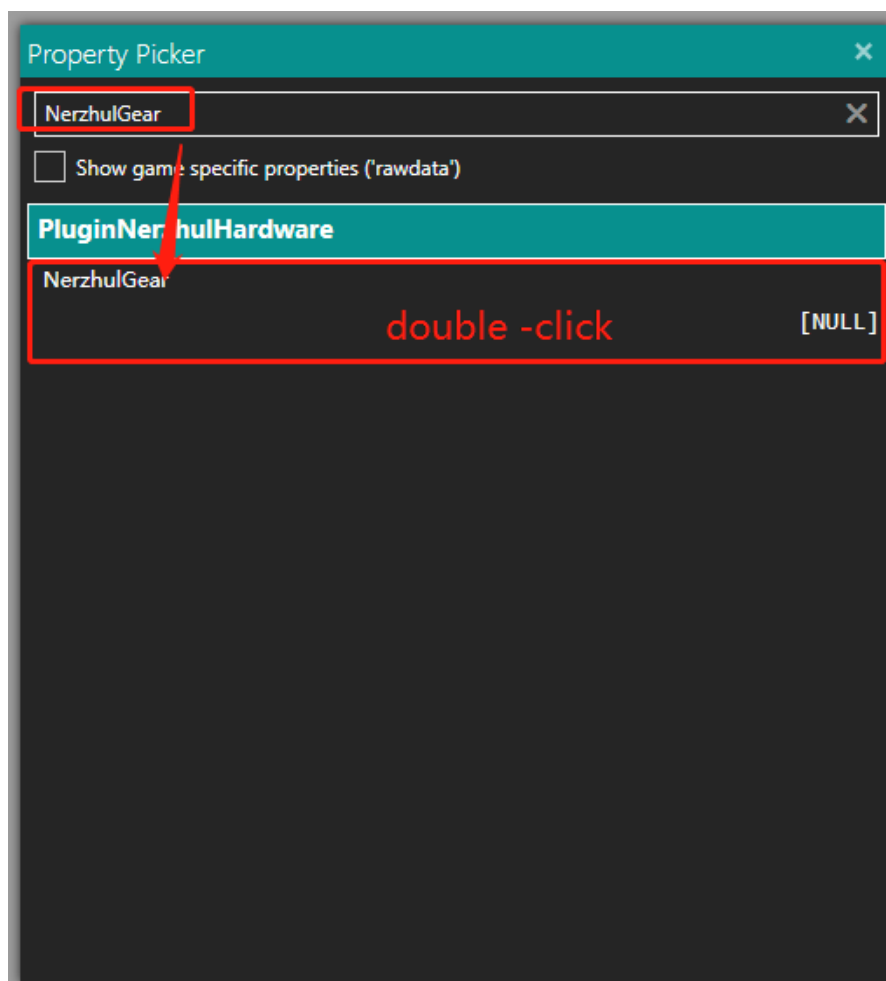 Property Picker
NerzhulGear
Show game specific properties ('rawdata')
PluginNerzhulHardware
NerzhulGear
double -click
[NULL]